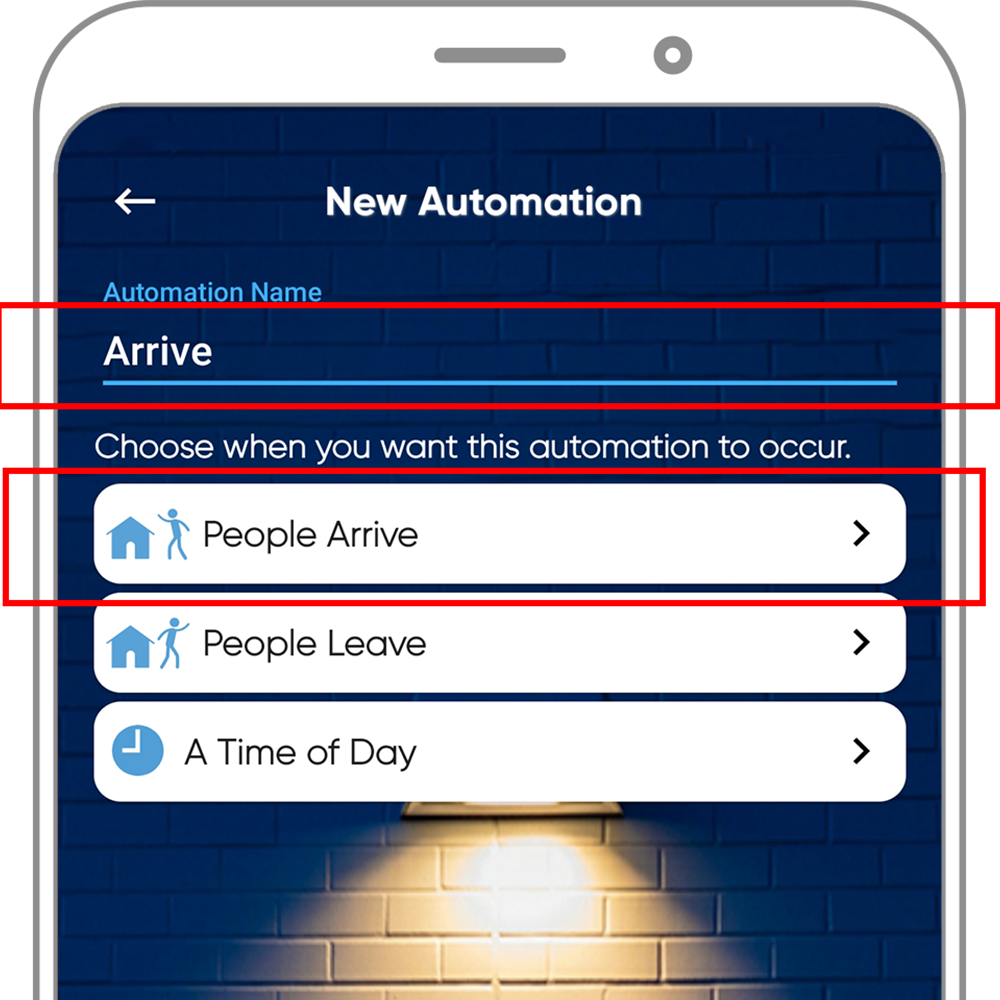 New Automation
Automation Name
Arrive
Choose when you want this automation to occur.
People Arrive
People Leave
A Time of Day